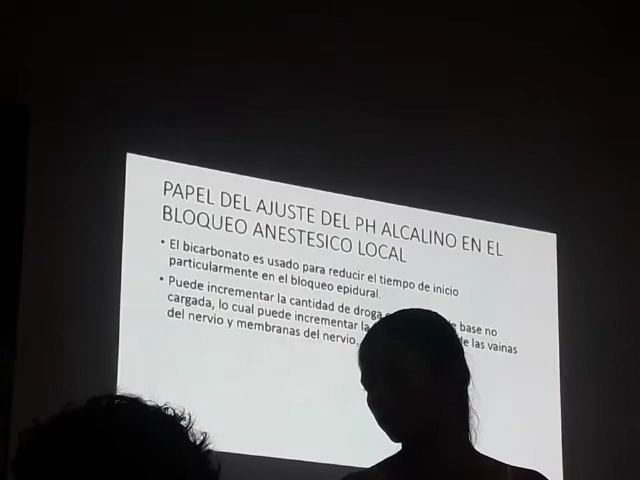 PAPEL DEL AJUSTE DEL PH ALCALINO EN EL
BLOQUEO ANESTESICO LOCAL
• El bicarbonato es usado para reducir el tiempo de inicio
particularmente en el bloqueo epidural.
• Puede incrementar la cantidad de droga base no
cargada, lo cual puede incrementar la de las vainas
del nervio y membranas del nervio.